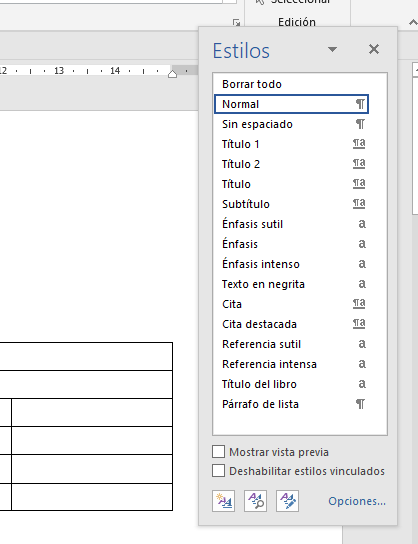 Seleccionar
Edición
12 13 14
Estilos
Borrar todo
Normal ¶
Sin espaciado ¶
Título 1 ¶a
Título 2 ¶a
Título ¶a
Subtítulo ¶a
Énfasis sutil a
Énfasis a
Énfasis intenso a
Texto en negrita a
Cita ¶a
Cita destacada ¶a
Referencia sutil a
Referencia intensa a
Título del libro a
Párrafo de lista ¶
Mostrar vista previa
Deshabilitar estilos vinculados
Opciones...